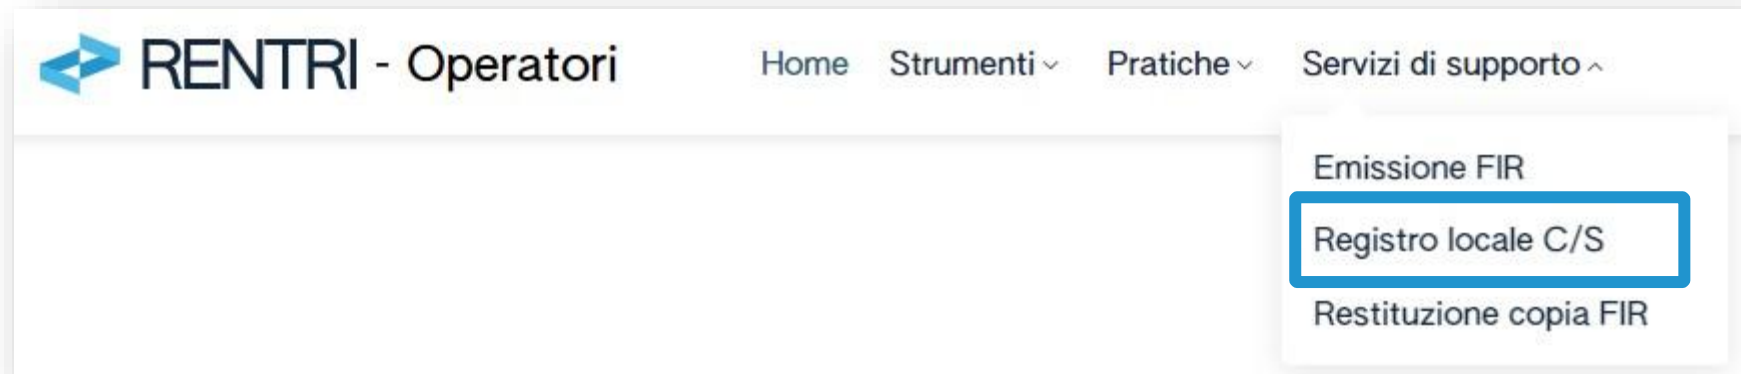 RENTRI - Operatori Home Strumenti Pratiche Servizi di supporto
Emissione FIR
Registro locale C/S
Restituzione copia FIR